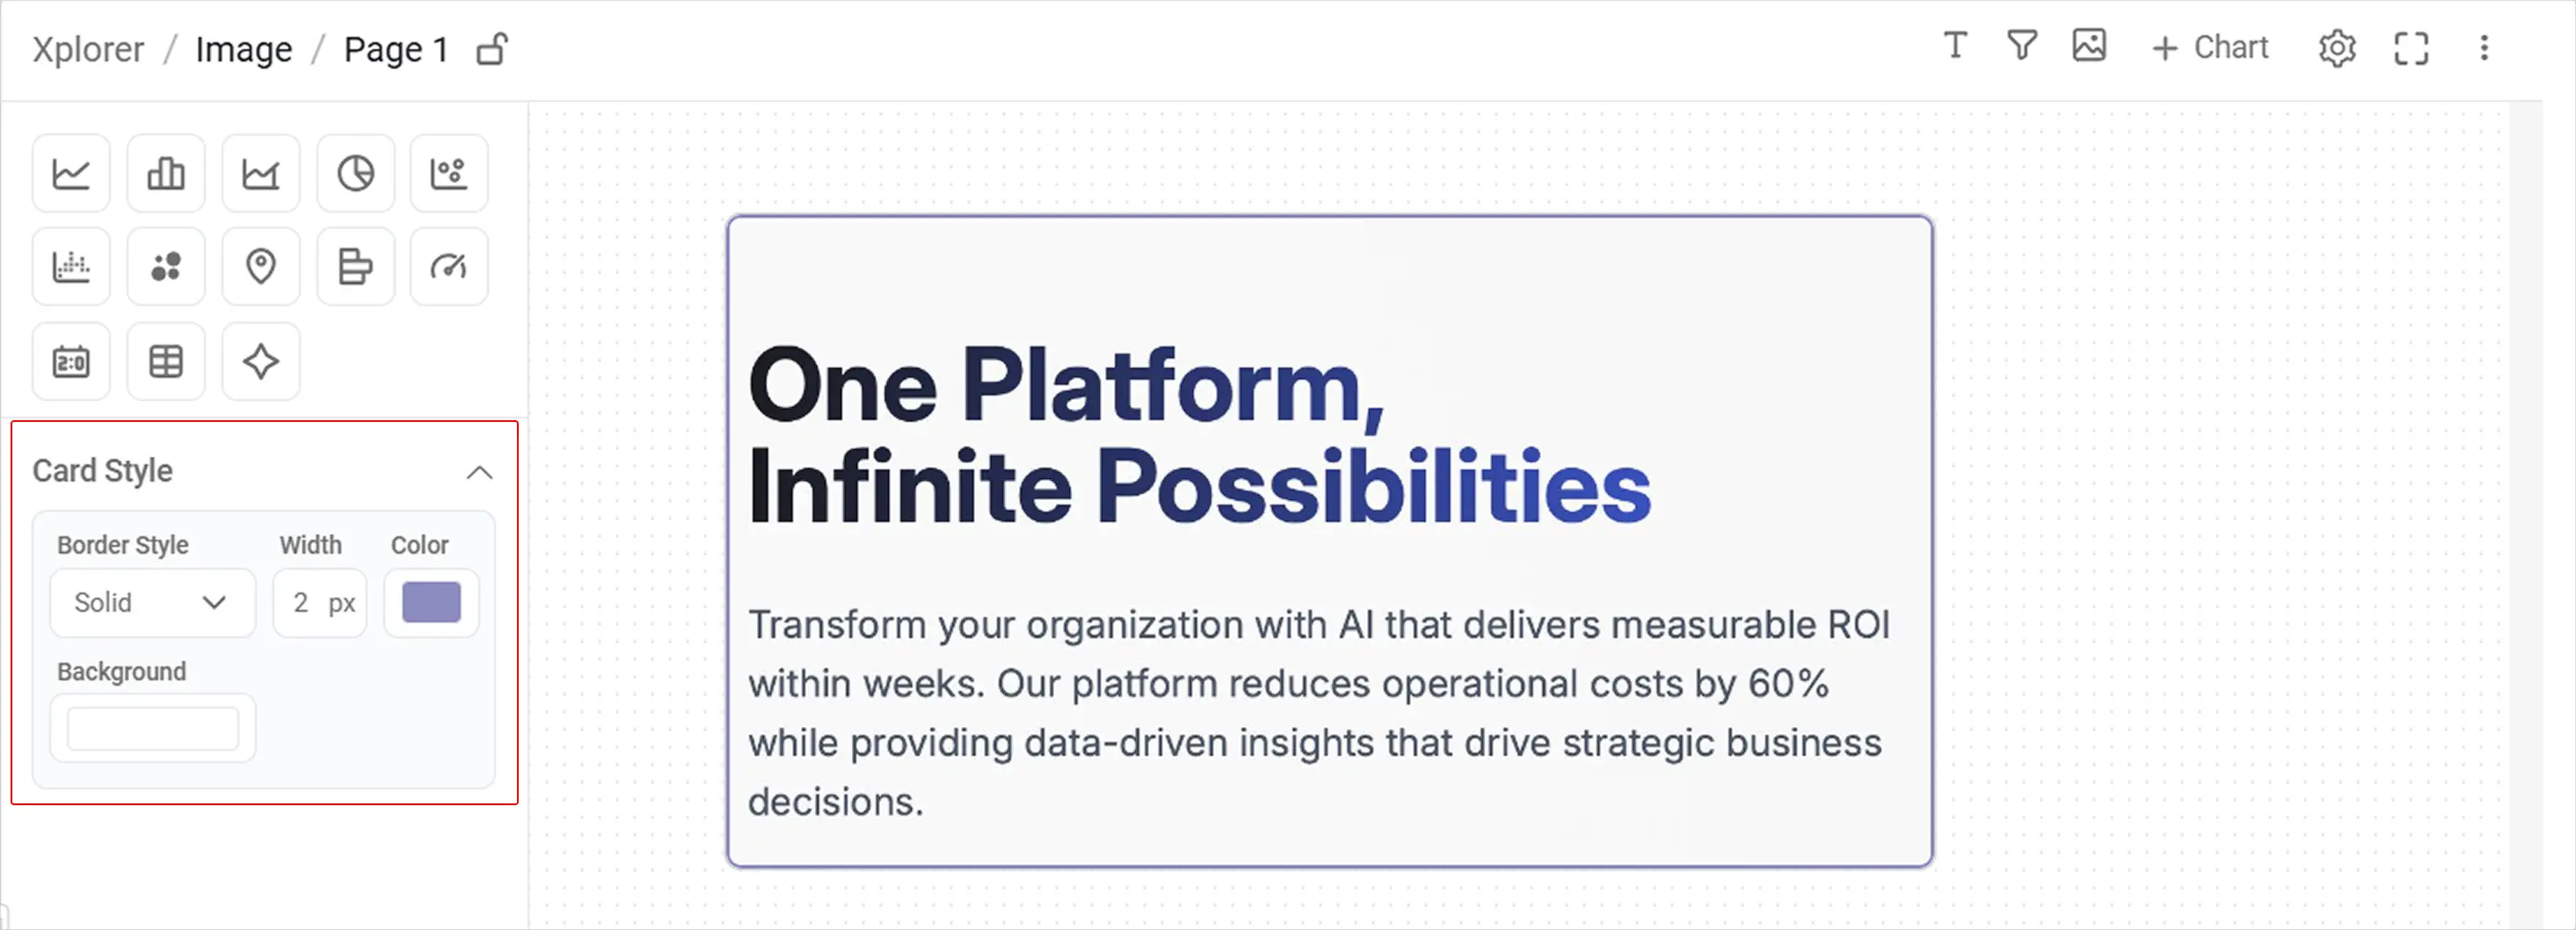 Xplorer / Image / Page 1
+ Chart
2:0
Card Style
Border Style Width Color
Solid 2 px
Background
One Platform,
Infinite Possibilities
Transform your organization with AI that delivers measurable ROI
within weeks. Our platform reduces operational costs by 60%
while providing data-driven insights that drive strategic business
decisions.